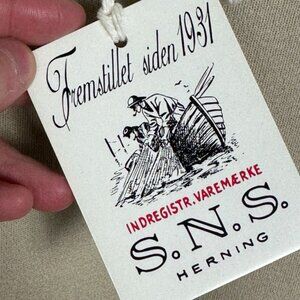 Fremstillet siden 1931
INDREGISTR. VAREMÆRKE
S.N.S.
HERNING